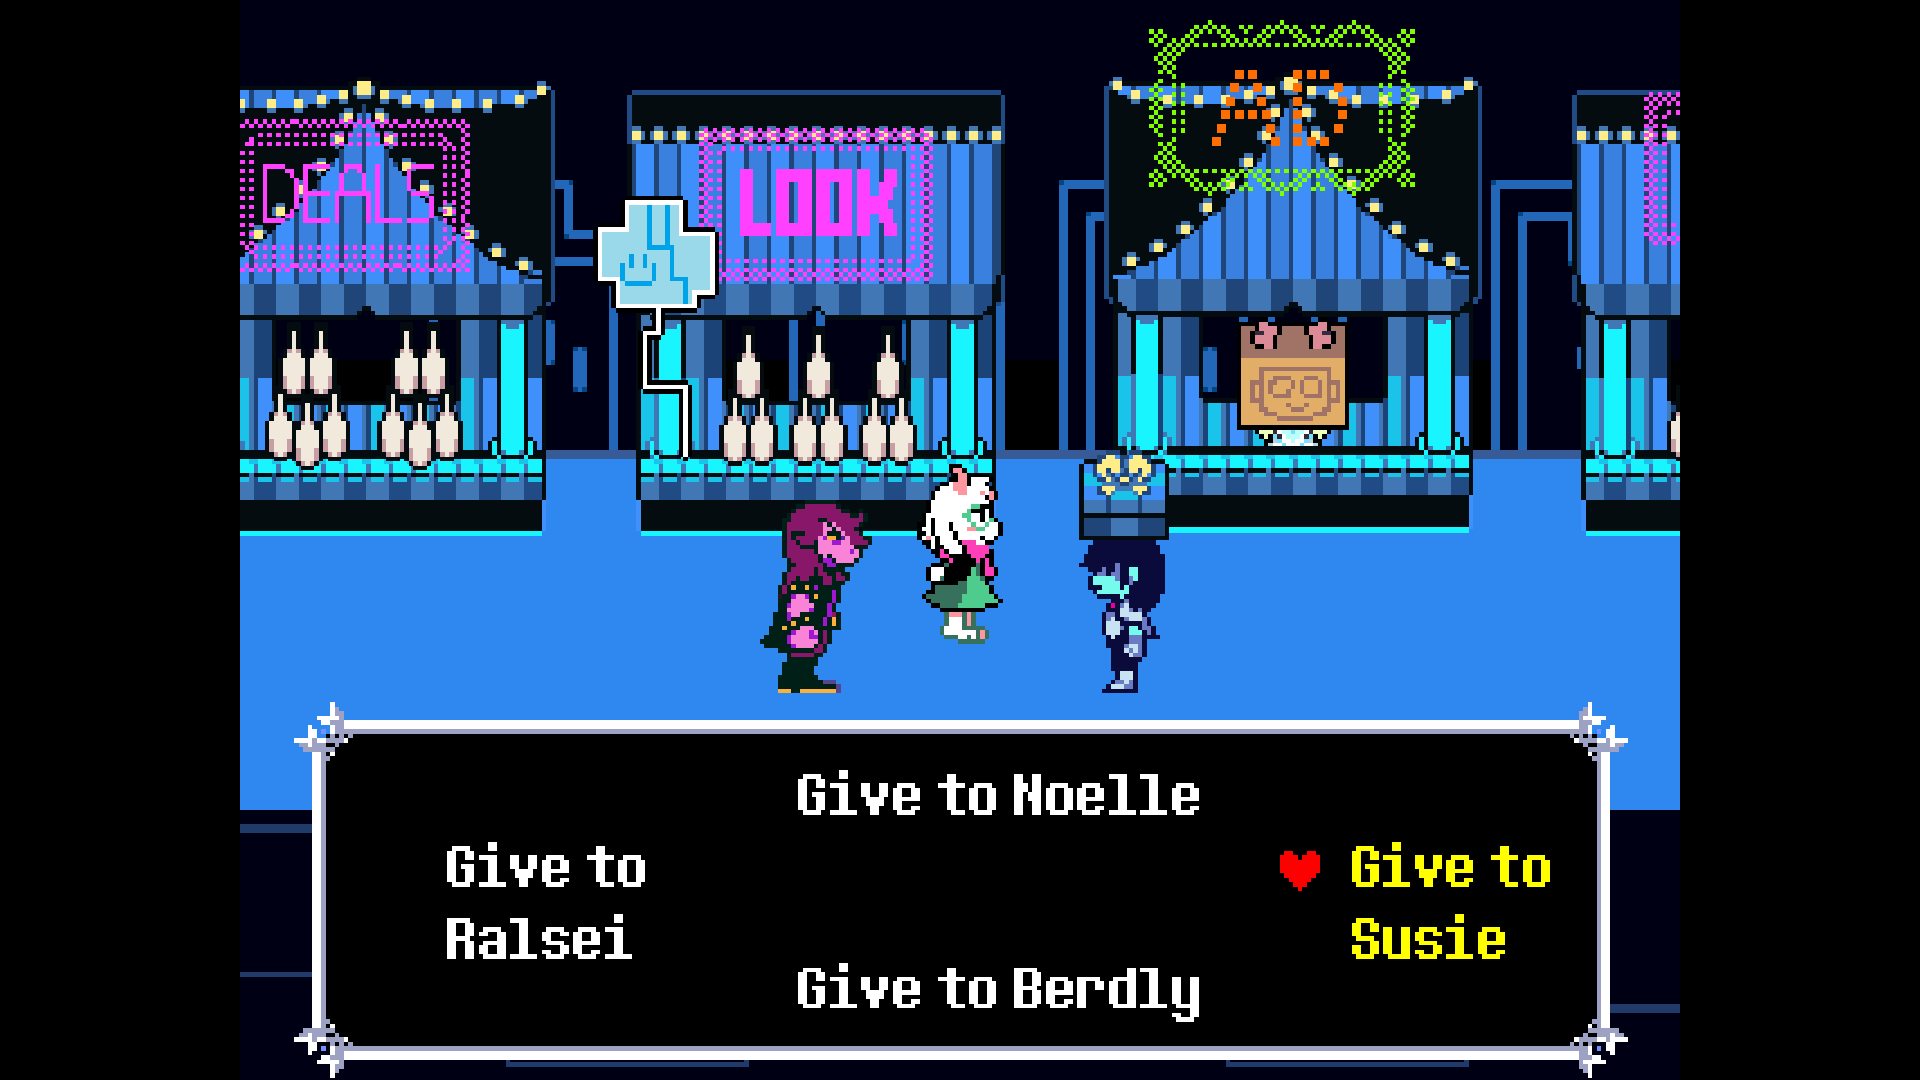 DEALS
LOOK
Give to Noelle
Give to
Ralsei
Give to
Susie
Give to Berdly